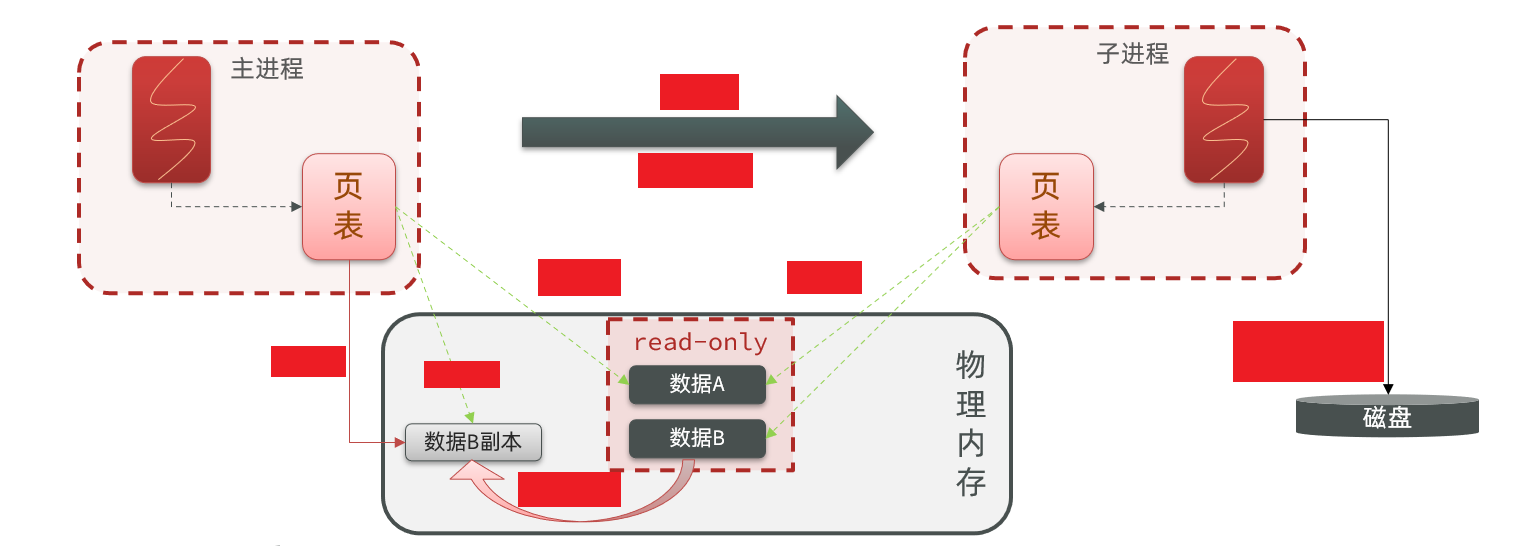 主进程
子进程
页
表
页
表
read-only
数据A
数据B
数据B副本
物
理
内
存
磁盘